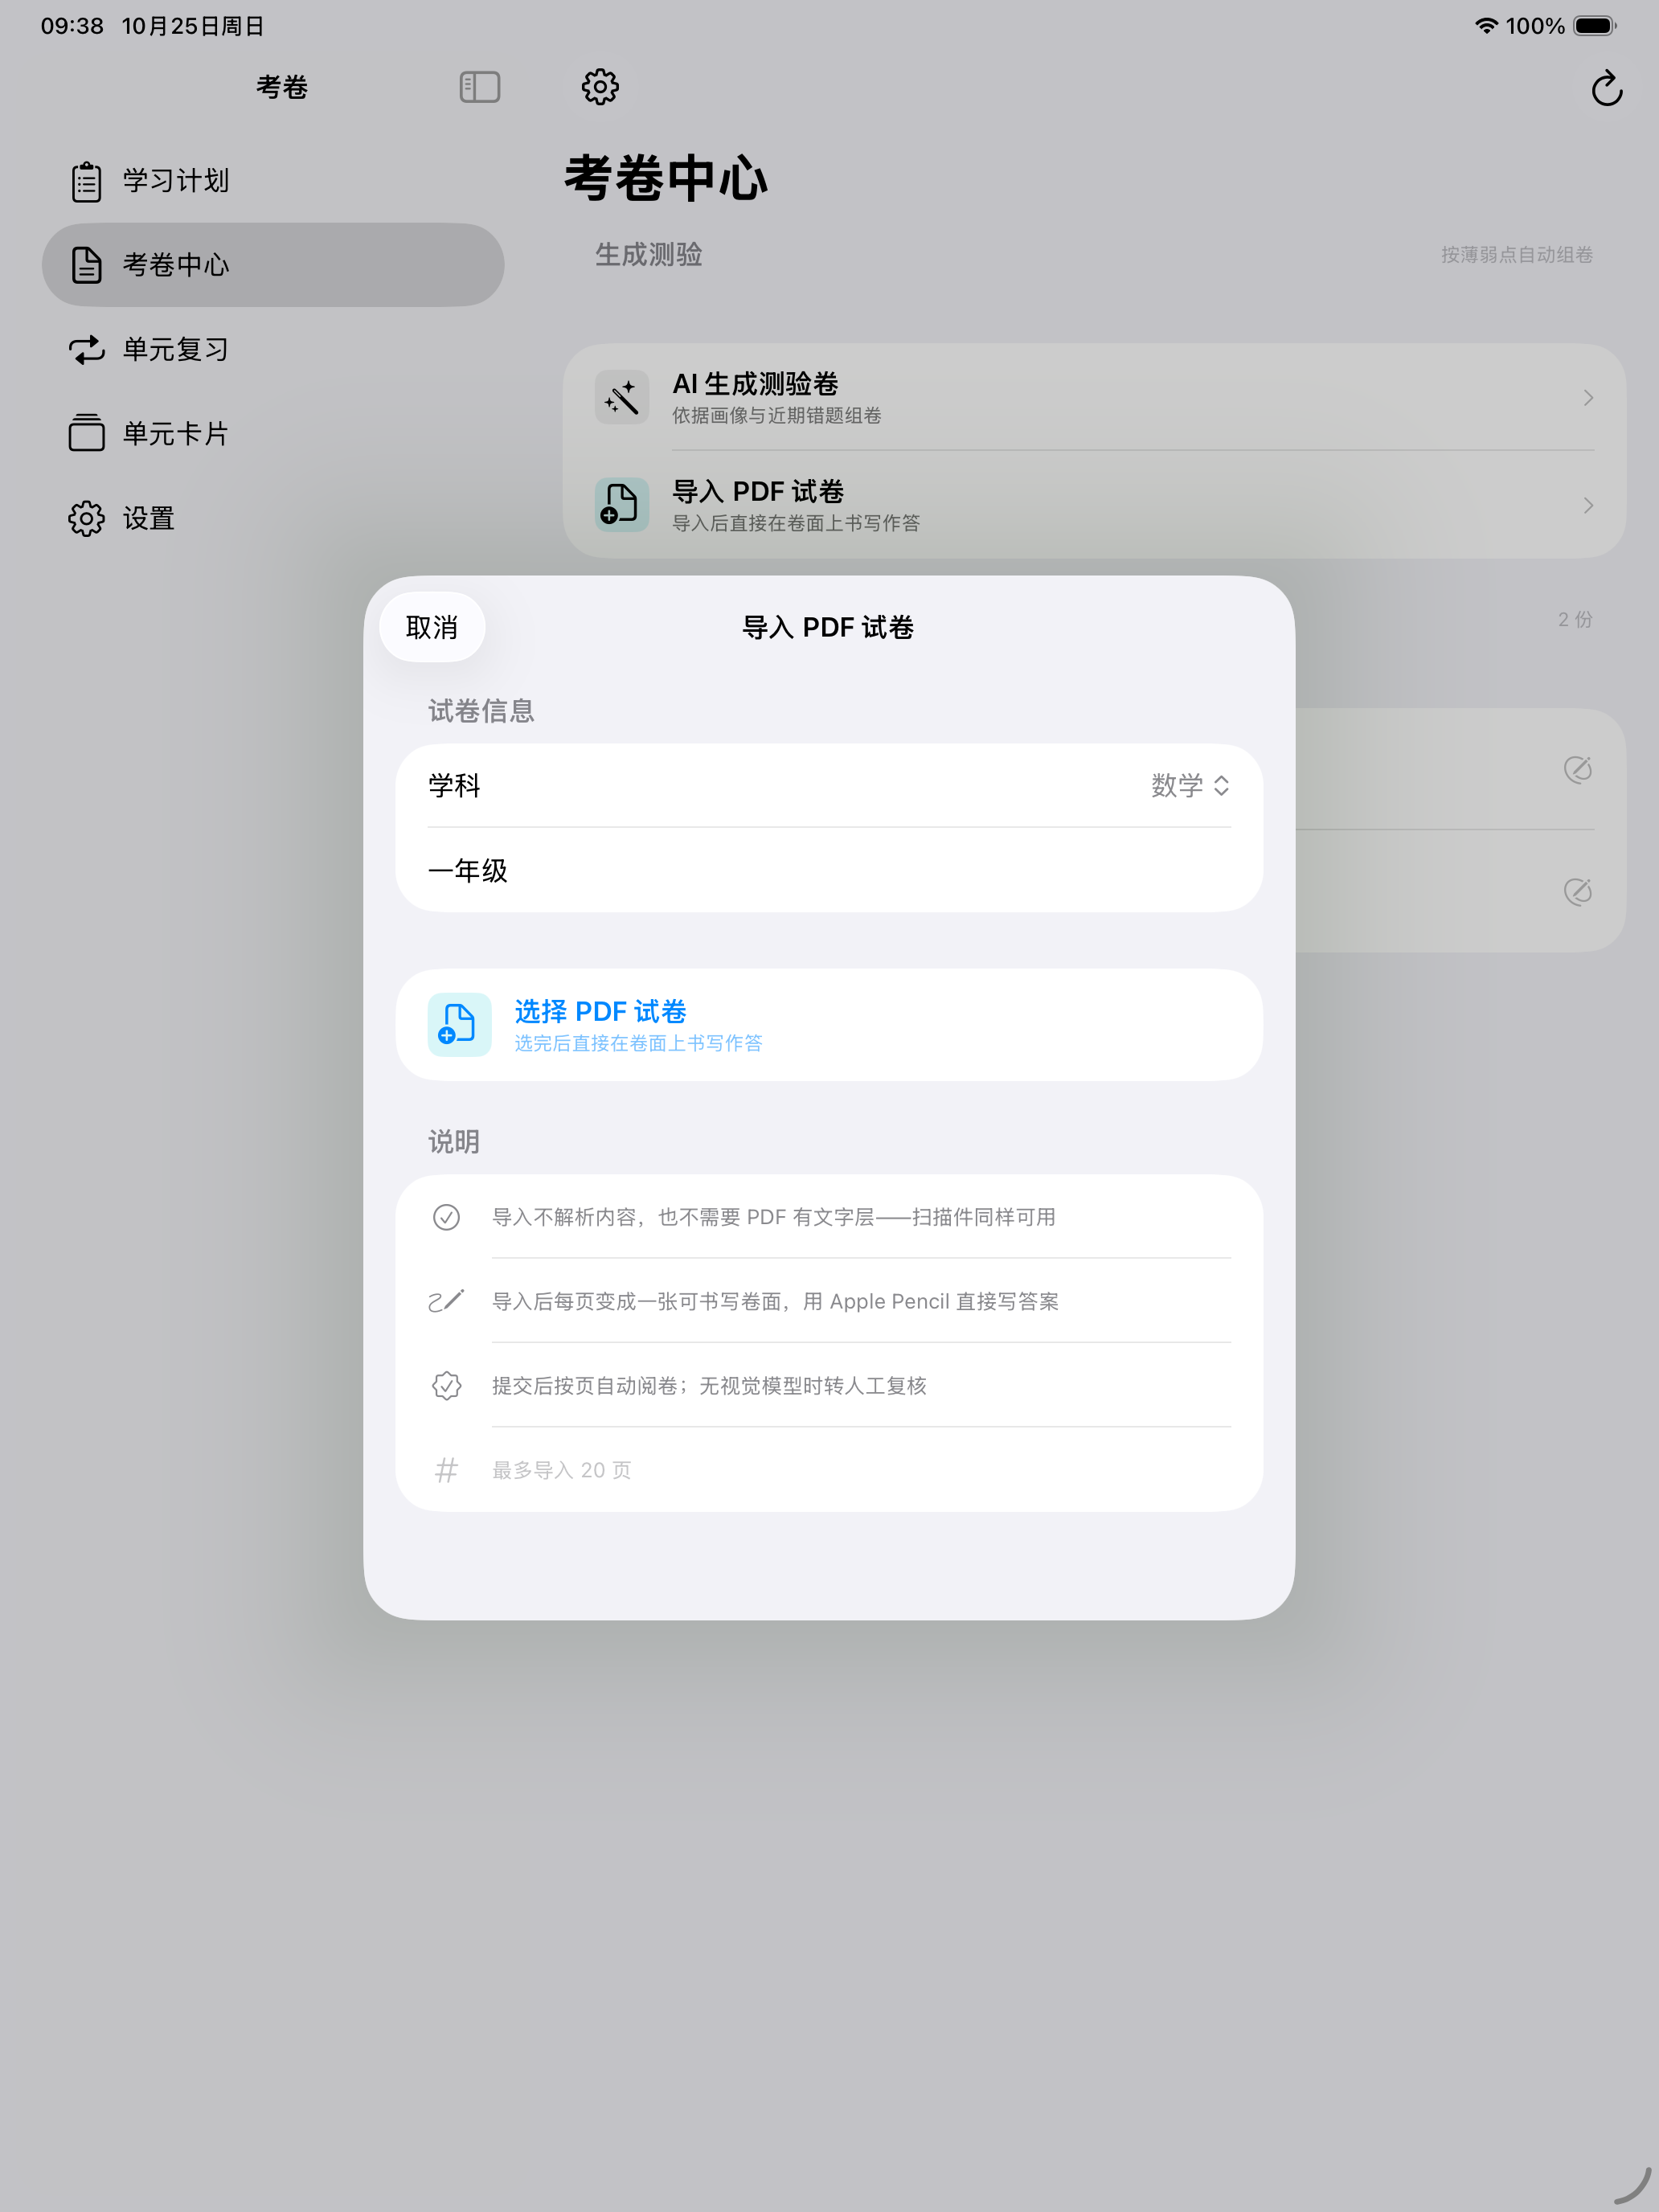 09:38 10月25日周日
100%
考卷
考卷中心
生成测验
按薄弱点自动组卷
学习计划
考卷中心
单元复习
单元卡片
设置
AI 生成测验卷
依据画像与近期错题组卷
导入 PDF 试卷
导入后直接在卷面上书写作答
2 份
取消
导入 PDF 试卷
试卷信息
学科
数学
一年级
选择 PDF 试卷
选完后直接在卷面上书写作答
说明
导入不解析内容，也不需要 PDF 有文字层——扫描件同样可用
导入后每页变成一张可书写卷面，用 Apple Pencil 直接写答案
提交后按页自动阅卷；无视觉模型时转人工复核
最多导入 20 页